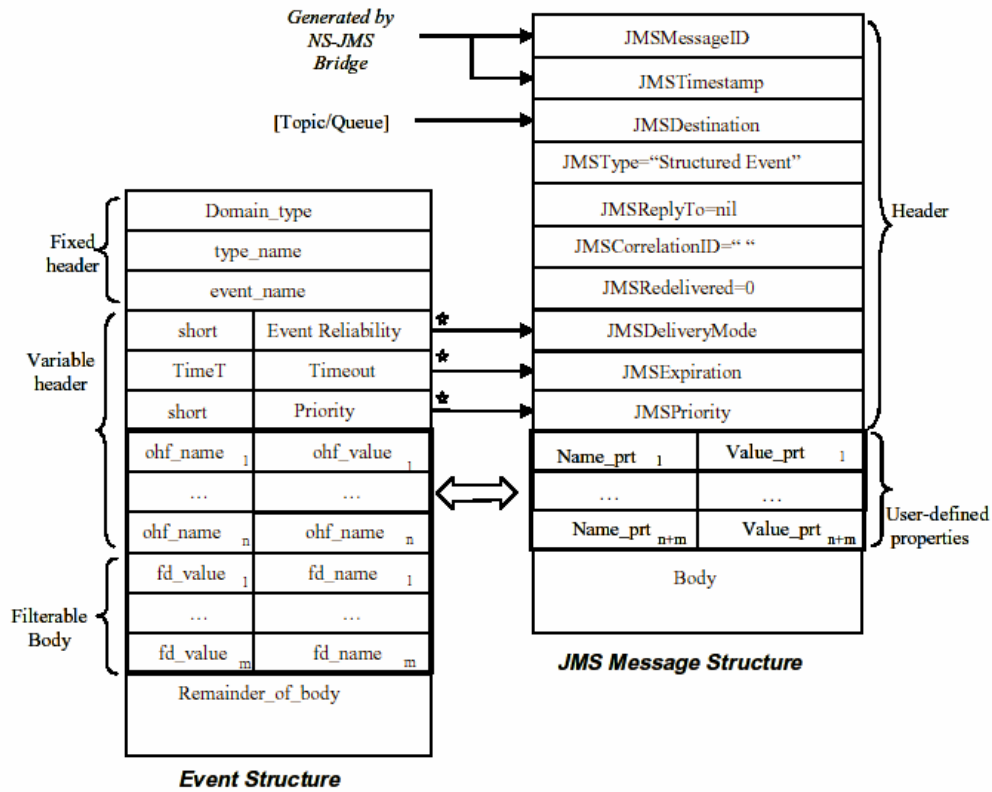 Generated by
NS-JMS
Bridge
[Topic/Queue]
JMSMessageID
JMSTimestamp
JMSDestination
JMSType=“Structured Event”
JMSReplyTo=nil
JMSCorrelationID=“ “
JMSRedelivered=0
JMSDeliveryMode
JMSExpiration
JMSPriority
Header
Name_prt 1 Value_prt 1
… …
Name_prt n+m Value_prt n+m
User-defined
properties
Body
JMS Message Structure
Fixed
header
Domain_type
type_name
event_name
Variable
header
short Event Reliability *
TimeT Timeout *
short Priority *
ohf_name 1 ohf_value 1
… …
ohf_name n ohf_name n
Filterable
Body
fd_value 1 fd_name 1
… …
fd_value m fd_name m
Remainder_of_body
Event Structure